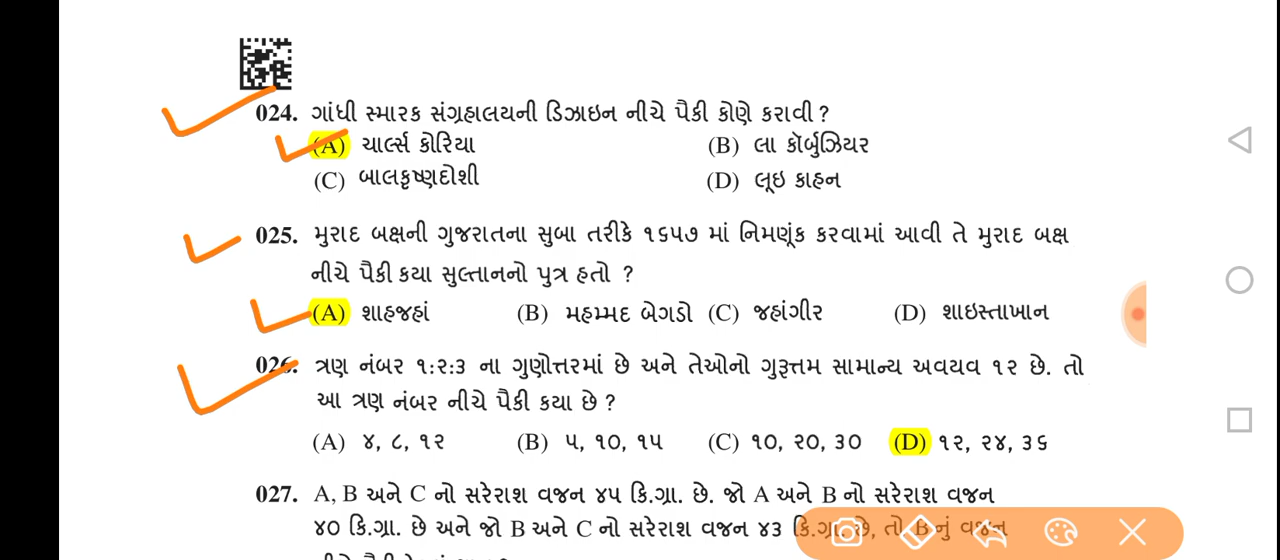 024. ગાંધી સ્મારક સંગ્રહાલયની ડિઝાઇન નીચે પૈકી કોણે કરાવી ?
(A) ચાર્લ્સ કોરિયા (B) લા કૉર્બુઝિયર
(C) બાલકૃષ્ણદોશી (D) લૂઇ કાહન
025. મુરાદ બક્ષની ગુજરાતના સુબા તરીકે ૧૬૫૭ માં નિમણૂંક કરવામાં આવી તે મુરાદ બક્ષ
નીચે પૈકી કયા સુલ્તાનનો પુત્ર હતો ?
(A) શાહજહાં (B) મહમ્મદ બેગડો (C) જહાંગીર (D) શાઇસ્તાખાન
026. ત્રણ નંબર ૧:૨:૩ ના ગુણોત્તરમાં છે અને તેઓનો ગુરૂત્તમ સામાન્ય અવયવ ૧૨ છે. તો
આ ત્રણ નંબર નીચે પૈકી કયા છે ?
(A) ૪, ૮, ૧૨ (B) ૫, ૧૦, ૧૫ (C) ૧૦, ૨૦, ૩૦ (D) ૧૨, ૨૪, ૩૬
027. A, B અને C નો સરેરાશ વજન ૪૫ કિ.ગ્રા. છે. જો A અને B નો સરેરાશ વજન
૪૦ કિ.ગ્રા. છે અને જો B અને C નો સરેરાશ વજન ૪૩ કિ.ગ્રા. છે, તો B નું વજન